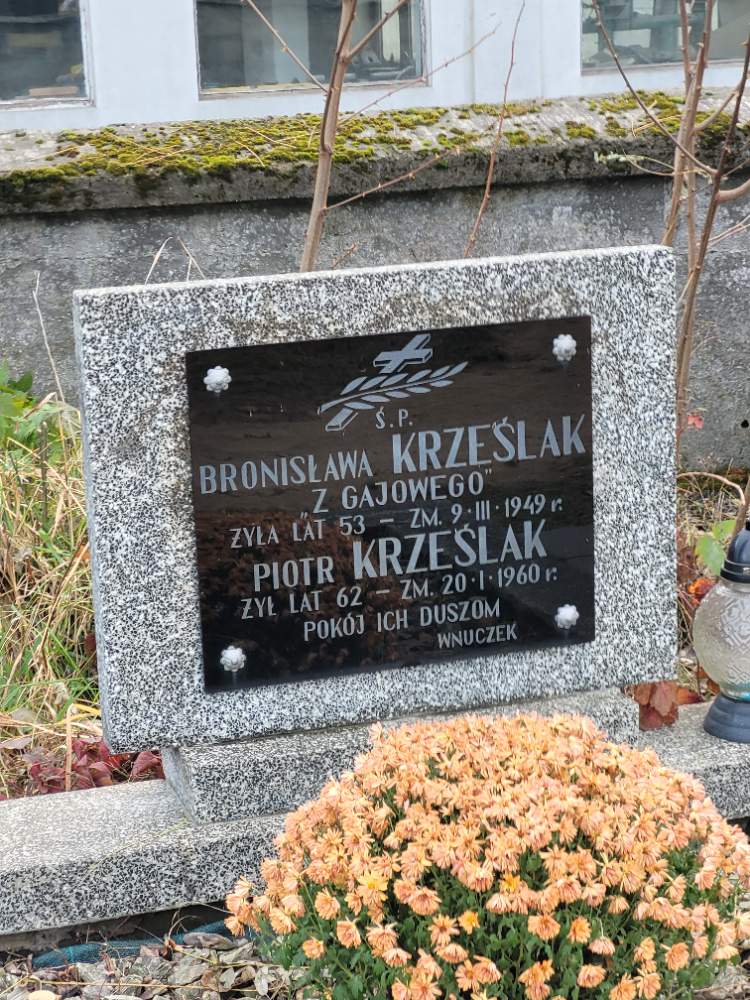 Ś.P.
BRONISŁAWA KRZEŚLAK
"Z GAJOWEGO"
ŻYŁA LAT 53 – ZM. 9·III·1949 r.
PIOTR KRZEŚLAK
ŻYŁ LAT 62 – ZM. 20·I·1960 r.
POKÓJ ICH DUSZOM
WNUCZEK